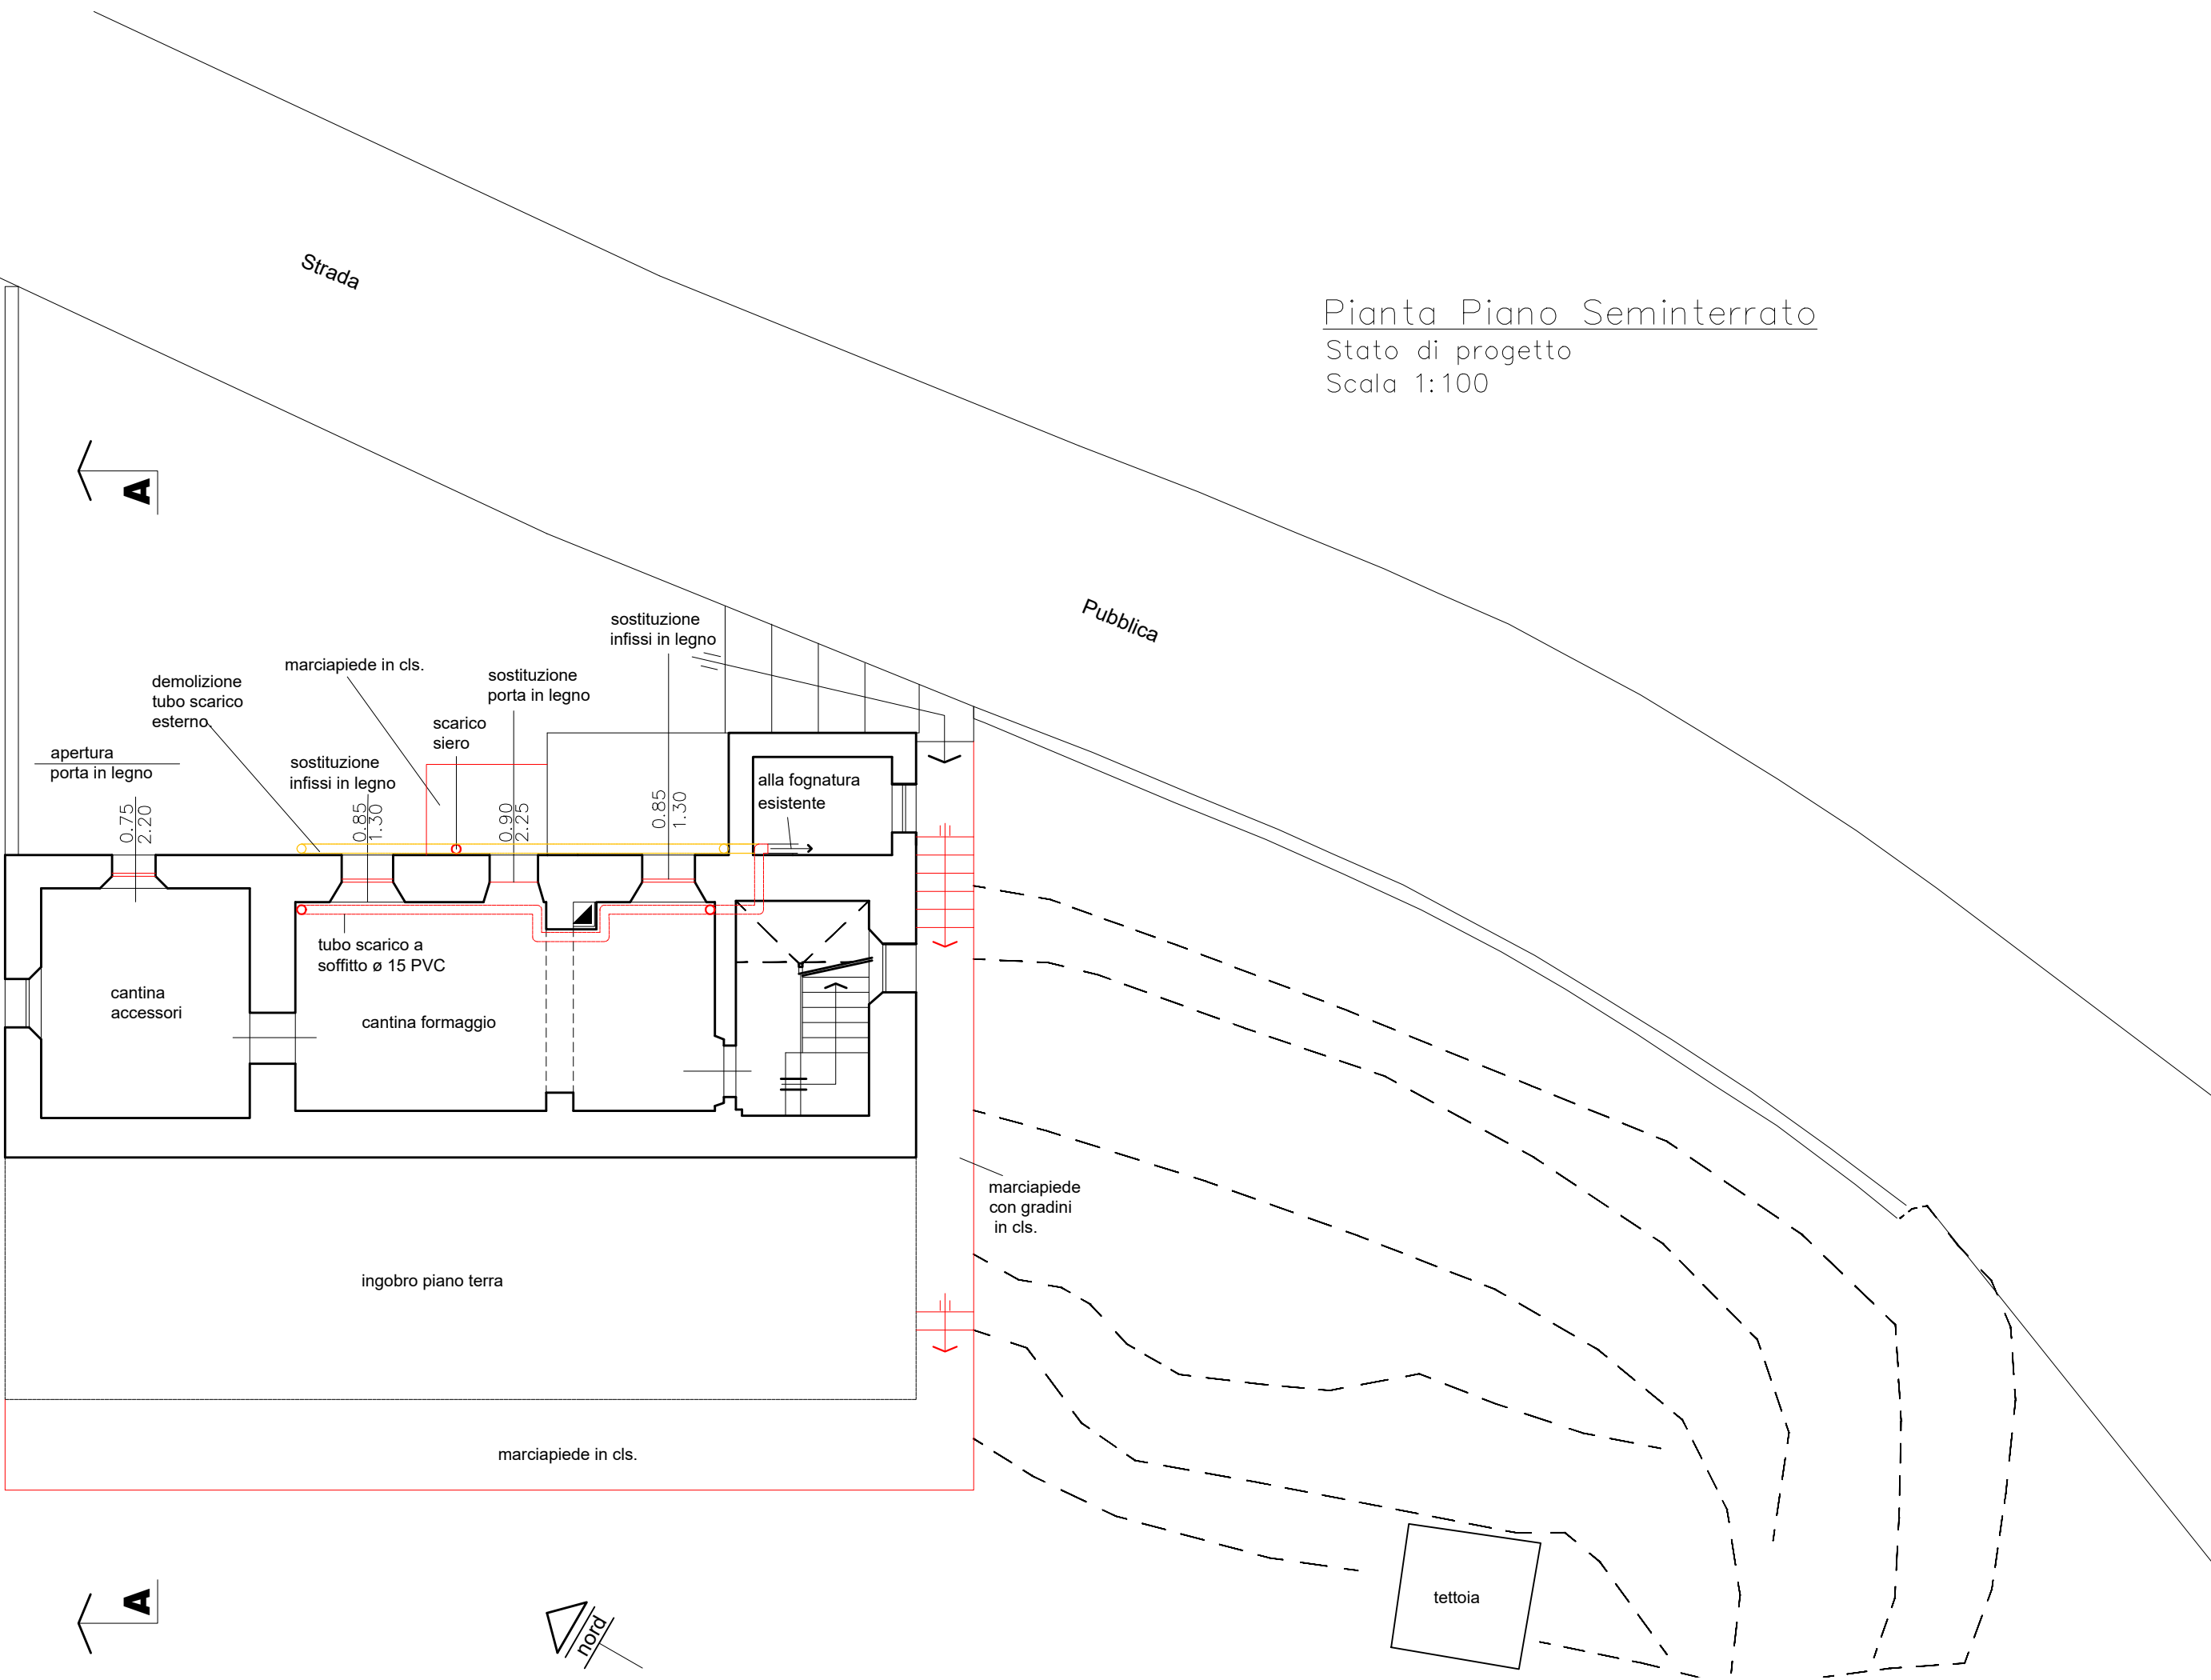 Strada
Pianta Piano Seminterrato
Stato di progetto
Scala 1:100
A
Pubblica
sostituzione
infissi in legno
marciapiede in cls.
sostituzione
porta in legno
demolizione
tubo scarico
esterno
scarico
siero
apertura
porta in legno
sostituzione
infissi in legno
alla fognatura
esistente
0.75
2.20
0.85
1.30
0.90
2.25
0.85
1.30
tubo scarico a
soffitto ø 15 PVC
cantina
accessori
cantina formaggio
marciapiede
con gradini
in cls.
ingobro piano terra
marciapiede in cls.
A
nord
tettoia